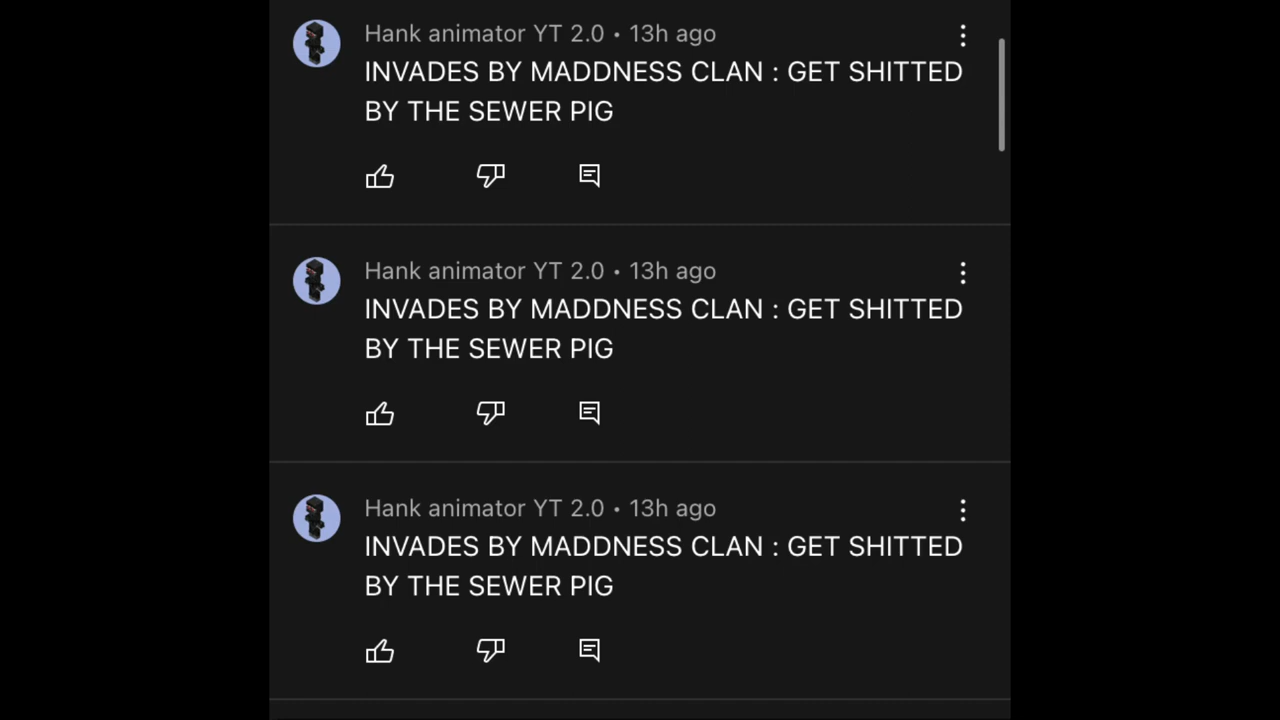 Hank animator YT 2.0 • 13h ago
INVADES BY MADDNESS CLAN : GET SHITTED
BY THE SEWER PIG
Hank animator YT 2.0 • 13h ago
INVADES BY MADDNESS CLAN : GET SHITTED
BY THE SEWER PIG
Hank animator YT 2.0 • 13h ago
INVADES BY MADDNESS CLAN : GET SHITTED
BY THE SEWER PIG